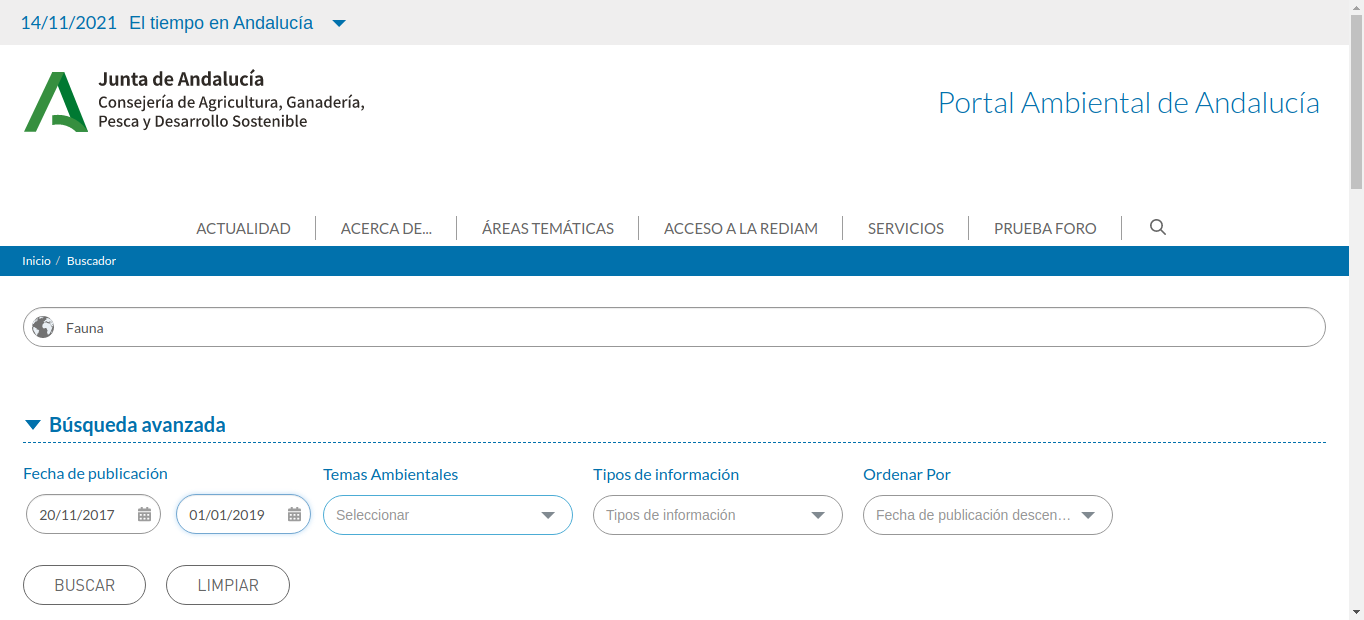 14/11/2021 El tiempo en Andalucía
Junta de Andalucía
Consejería de Agricultura, Ganadería,
Pesca y Desarrollo Sostenible
Portal Ambiental de Andalucía
ACTUALIDAD ACERCA DE... ÁREAS TEMÁTICAS ACCESO A LA REDIAM SERVICIOS PRUEBA FORO
Inicio / Buscador
Fauna
Búsqueda avanzada
Fecha de publicación Temas Ambientales Tipos de información Ordenar Por
20/11/2017 01/01/2019 Seleccionar Tipos de información Fecha de publicación descen...
BUSCAR LIMPIAR